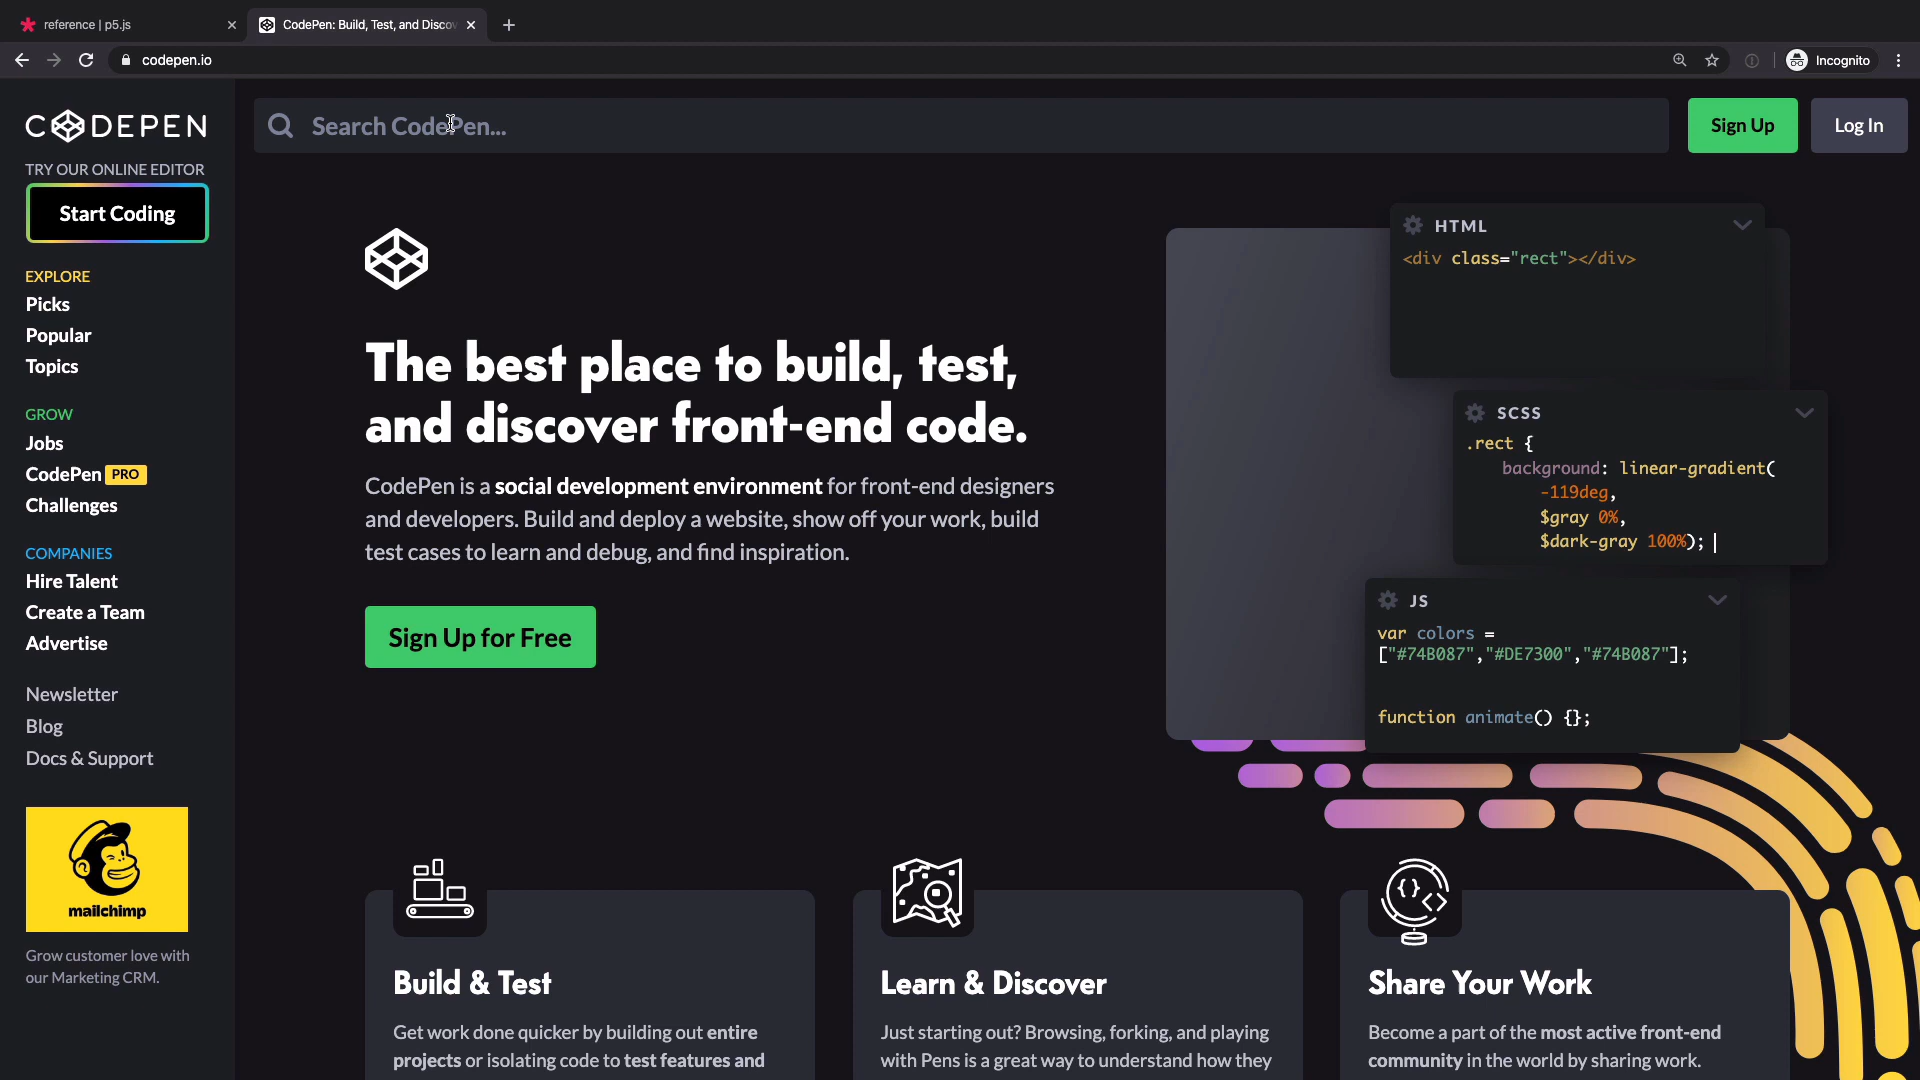 reference | p5.js
CodePen: Build, Test, and Disco
codepen.io
Incognito
CODEPEN
Search CodePen...
Sign Up
Log In
TRY OUR ONLINE EDITOR
Start Coding
EXPLORE
Picks
Popular
Topics
GROW
Jobs
CodePen PRO
Challenges
COMPANIES
Hire Talent
Create a Team
Advertise
Newsletter
Blog
Docs & Support
mailchimp
Grow customer love with
our Marketing CRM.
The best place to build, test,
and discover front-end code.
CodePen is a social development environment for front-end designers
and developers. Build and deploy a website, show off your work, build
test cases to learn and debug, and find inspiration.
Sign Up for Free
HTML
<div class="rect"></div>
SCSS
.rect {
background: linear-gradient(
-119deg,
$gray 0%,
$dark-gray 100%);
JS
var colors =
["#74B087","#DE7300","#74B087"];
function animate() {};
Build & Test
Get work done quicker by building out entire
projects or isolating code to test features and
Learn & Discover
Just starting out? Browsing, forking, and playing
with Pens is a great way to understand how they
Share Your Work
Become a part of the most active front-end
community in the world by sharing work.